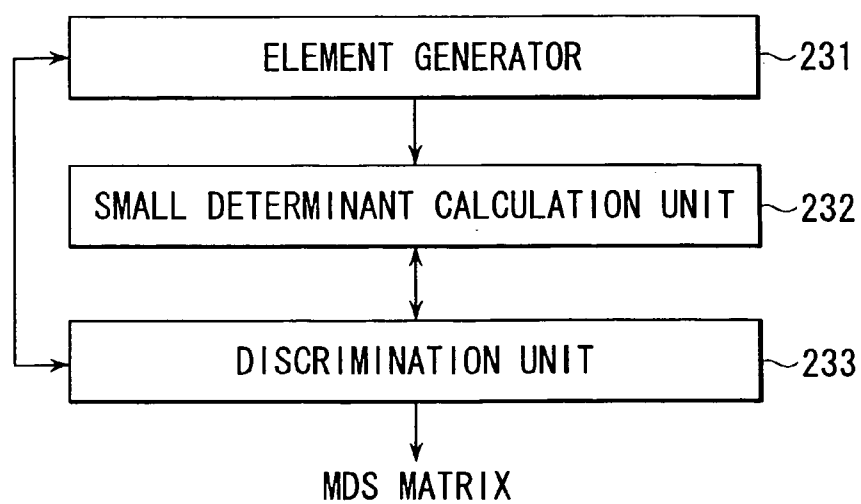 ELEMENT GENERATOR 231
SMALL DETERMINANT CALCULATION UNIT 232
DISCRIMINATION UNIT 233
MDS MATRIX